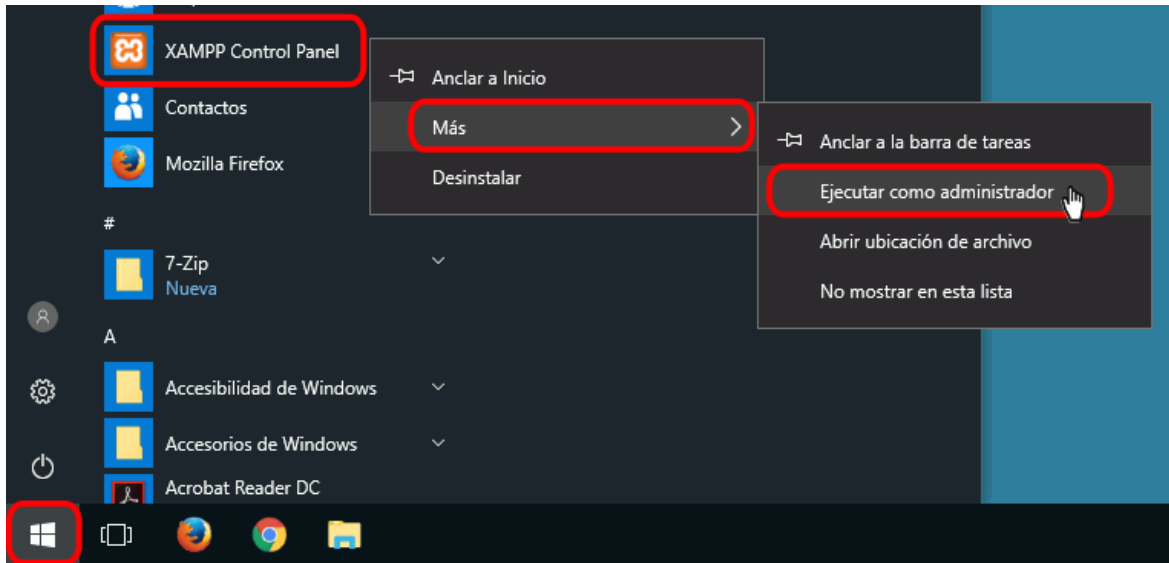 XAMPP Control Panel
Contactos
Mozilla Firefox
#
7-Zip
Nueva
A
Accesibilidad de Windows
Accesorios de Windows
Acrobat Reader DC
Anclar a Inicio
Más
Desinstalar
Anclar a la barra de tareas
Ejecutar como administrador
Abrir ubicación de archivo
No mostrar en esta lista